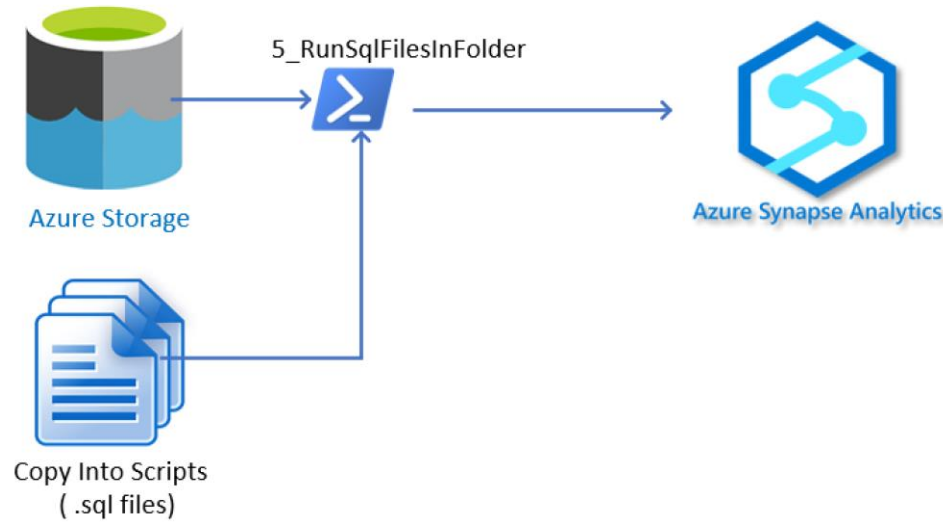 5_RunSqlFilesInFolder
Azure Storage
Azure Synapse Analytics
Copy Into Scripts
( .sql files)